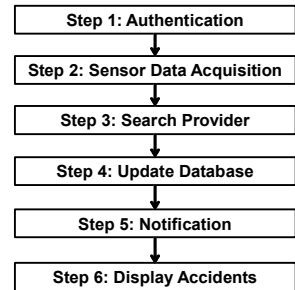 Step 1: Authentication
Step 2: Sensor Data Acquisition
Step 3: Search Provider
Step 4: Update Database
Step 5: Notification
Step 6: Display Accidents